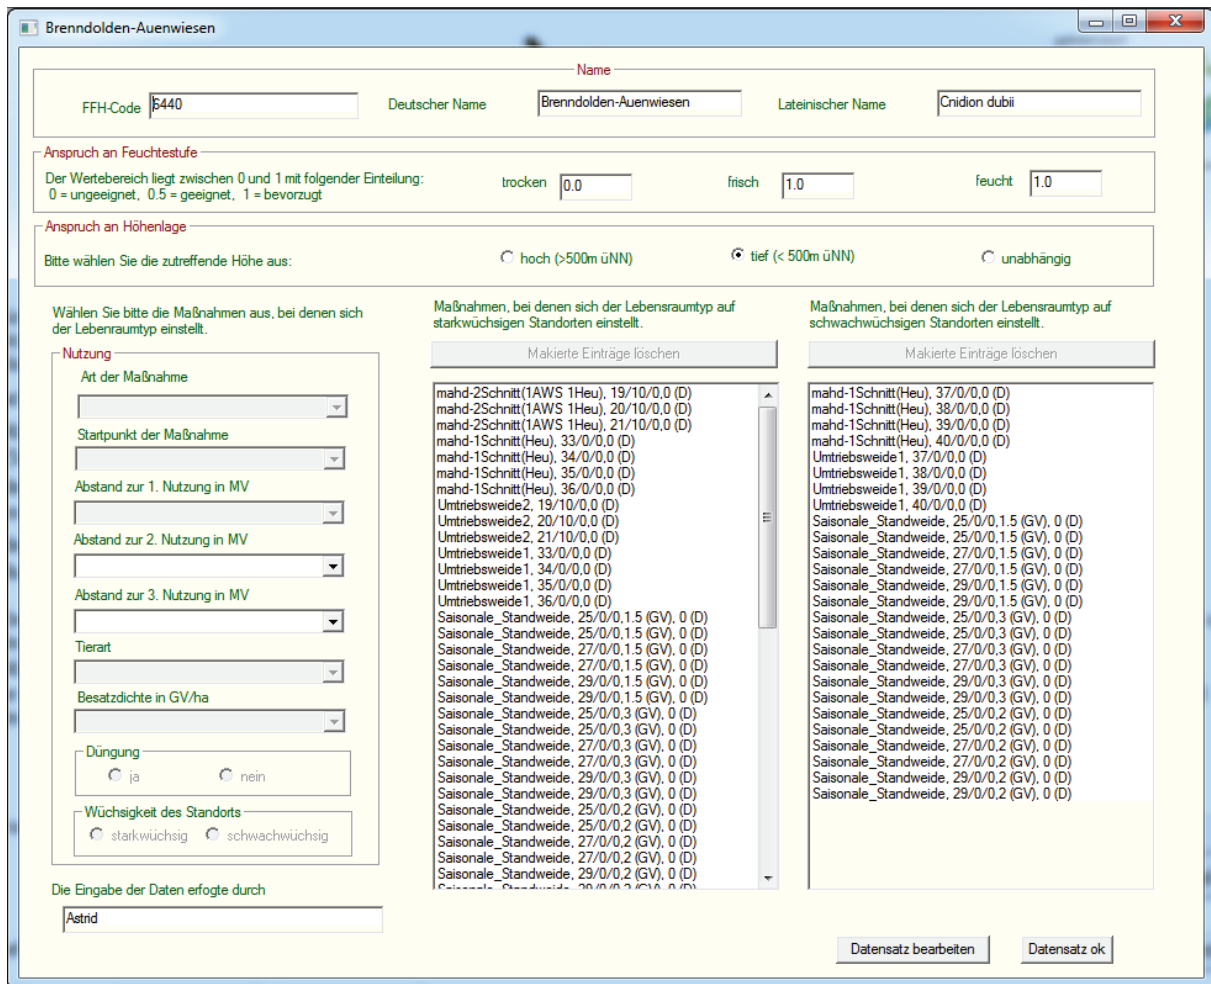 Brenndolden-Auenwiesen
Name
FFH-Code 6440 Deutscher Name Brenndolden-Auenwiesen Lateinischer Name Cnidion dubii
Anspruch an Feuchtestufe
Der Wertebereich liegt zwischen 0 und 1 mit folgender Einteilung:
0 = ungeeignet, 0.5 = geeignet, 1 = bevorzugt
trocken 0.0 frisch 1.0 feucht 1.0
Anspruch an Höhenlage
Bitte wählen Sie die zutreffende Höhe aus: hoch (>500m üNN) tief (< 500m üNN) unabhängig
Wählen Sie bitte die Maßnahmen aus, bei denen sich
der Lebenraumtyp einstellt.
Nutzung
Art der Maßnahme
Startpunkt der Maßnahme
Abstand zur 1. Nutzung in MV
Abstand zur 2. Nutzung in MV
Abstand zur 3. Nutzung in MV
Tierart
Besatzdichte in GV/ha
Düngung
ja nein
Wüchsigkeit des Standorts
starkwüchsig schwachwüchsig
Die Eingabe der Daten erfogte durch
Astrid
Maßnahmen, bei denen sich der Lebensraumtyp auf
starkwüchsigen Standorten einstellt.
Makierte Einträge löschen
mahd-2Schnitt(1AWS 1Heu), 19/10/0,0 (D)
mahd-2Schnitt(1AWS 1Heu), 20/10/0,0 (D)
mahd-2Schnitt(1AWS 1Heu), 21/10/0,0 (D)
mahd-1Schnitt(Heu), 33/0/0,0 (D)
mahd-1Schnitt(Heu), 34/0/0,0 (D)
mahd-1Schnitt(Heu), 35/0/0,0 (D)
mahd-1Schnitt(Heu), 36/0/0,0 (D)
Umtriebsweide2, 19/10/0,0 (D)
Umtriebsweide2, 20/10/0,0 (D)
Umtriebsweide2, 21/10/0,0 (D)
Umtriebsweide1, 33/0/0,0 (D)
Umtriebsweide1, 34/0/0,0 (D)
Umtriebsweide1, 35/0/0,0 (D)
Umtriebsweide1, 36/0/0,0 (D)
Saisonale_Standweide, 25/0/0,1.5 (GV), 0 (D)
Saisonale_Standweide, 25/0/0,1.5 (GV), 0 (D)
Saisonale_Standweide, 27/0/0,1.5 (GV), 0 (D)
Saisonale_Standweide, 27/0/0,1.5 (GV), 0 (D)
Saisonale_Standweide, 29/0/0,1.5 (GV), 0 (D)
Saisonale_Standweide, 29/0/0,1.5 (GV), 0 (D)
Saisonale_Standweide, 25/0/0,3 (GV), 0 (D)
Saisonale_Standweide, 25/0/0,3 (GV), 0 (D)
Saisonale_Standweide, 27/0/0,3 (GV), 0 (D)
Saisonale_Standweide, 27/0/0,3 (GV), 0 (D)
Saisonale_Standweide, 29/0/0,3 (GV), 0 (D)
Saisonale_Standweide, 29/0/0,3 (GV), 0 (D)
Saisonale_Standweide, 25/0/0,2 (GV), 0 (D)
Saisonale_Standweide, 25/0/0,2 (GV), 0 (D)
Saisonale_Standweide, 27/0/0,2 (GV), 0 (D)
Saisonale_Standweide, 27/0/0,2 (GV), 0 (D)
Saisonale_Standweide, 29/0/0,2 (GV), 0 (D)
Maßnahmen, bei denen sich der Lebensraumtyp auf
schwachwüchsigen Standorten einstellt.
Makierte Einträge löschen
mahd-1Schnitt(Heu), 37/0/0,0 (D)
mahd-1Schnitt(Heu), 38/0/0,0 (D)
mahd-1Schnitt(Heu), 39/0/0,0 (D)
mahd-1Schnitt(Heu), 40/0/0,0 (D)
Umtriebsweide1, 37/0/0,0 (D)
Umtriebsweide1, 38/0/0,0 (D)
Umtriebsweide1, 39/0/0,0 (D)
Umtriebsweide1, 40/0/0,0 (D)
Saisonale_Standweide, 25/0/0,1.5 (GV), 0 (D)
Saisonale_Standweide, 25/0/0,1.5 (GV), 0 (D)
Saisonale_Standweide, 27/0/0,1.5 (GV), 0 (D)
Saisonale_Standweide, 27/0/0,1.5 (GV), 0 (D)
Saisonale_Standweide, 29/0/0,1.5 (GV), 0 (D)
Saisonale_Standweide, 29/0/0,1.5 (GV), 0 (D)
Saisonale_Standweide, 25/0/0,3 (GV), 0 (D)
Saisonale_Standweide, 25/0/0,3 (GV), 0 (D)
Saisonale_Standweide, 27/0/0,3 (GV), 0 (D)
Saisonale_Standweide, 27/0/0,3 (GV), 0 (D)
Saisonale_Standweide, 29/0/0,3 (GV), 0 (D)
Saisonale_Standweide, 29/0/0,3 (GV), 0 (D)
Saisonale_Standweide, 25/0/0,2 (GV), 0 (D)
Saisonale_Standweide, 25/0/0,2 (GV), 0 (D)
Saisonale_Standweide, 27/0/0,2 (GV), 0 (D)
Saisonale_Standweide, 27/0/0,2 (GV), 0 (D)
Saisonale_Standweide, 29/0/0,2 (GV), 0 (D)
Saisonale_Standweide, 29/0/0,2 (GV), 0 (D)
Datensatz bearbeiten Datensatz ok